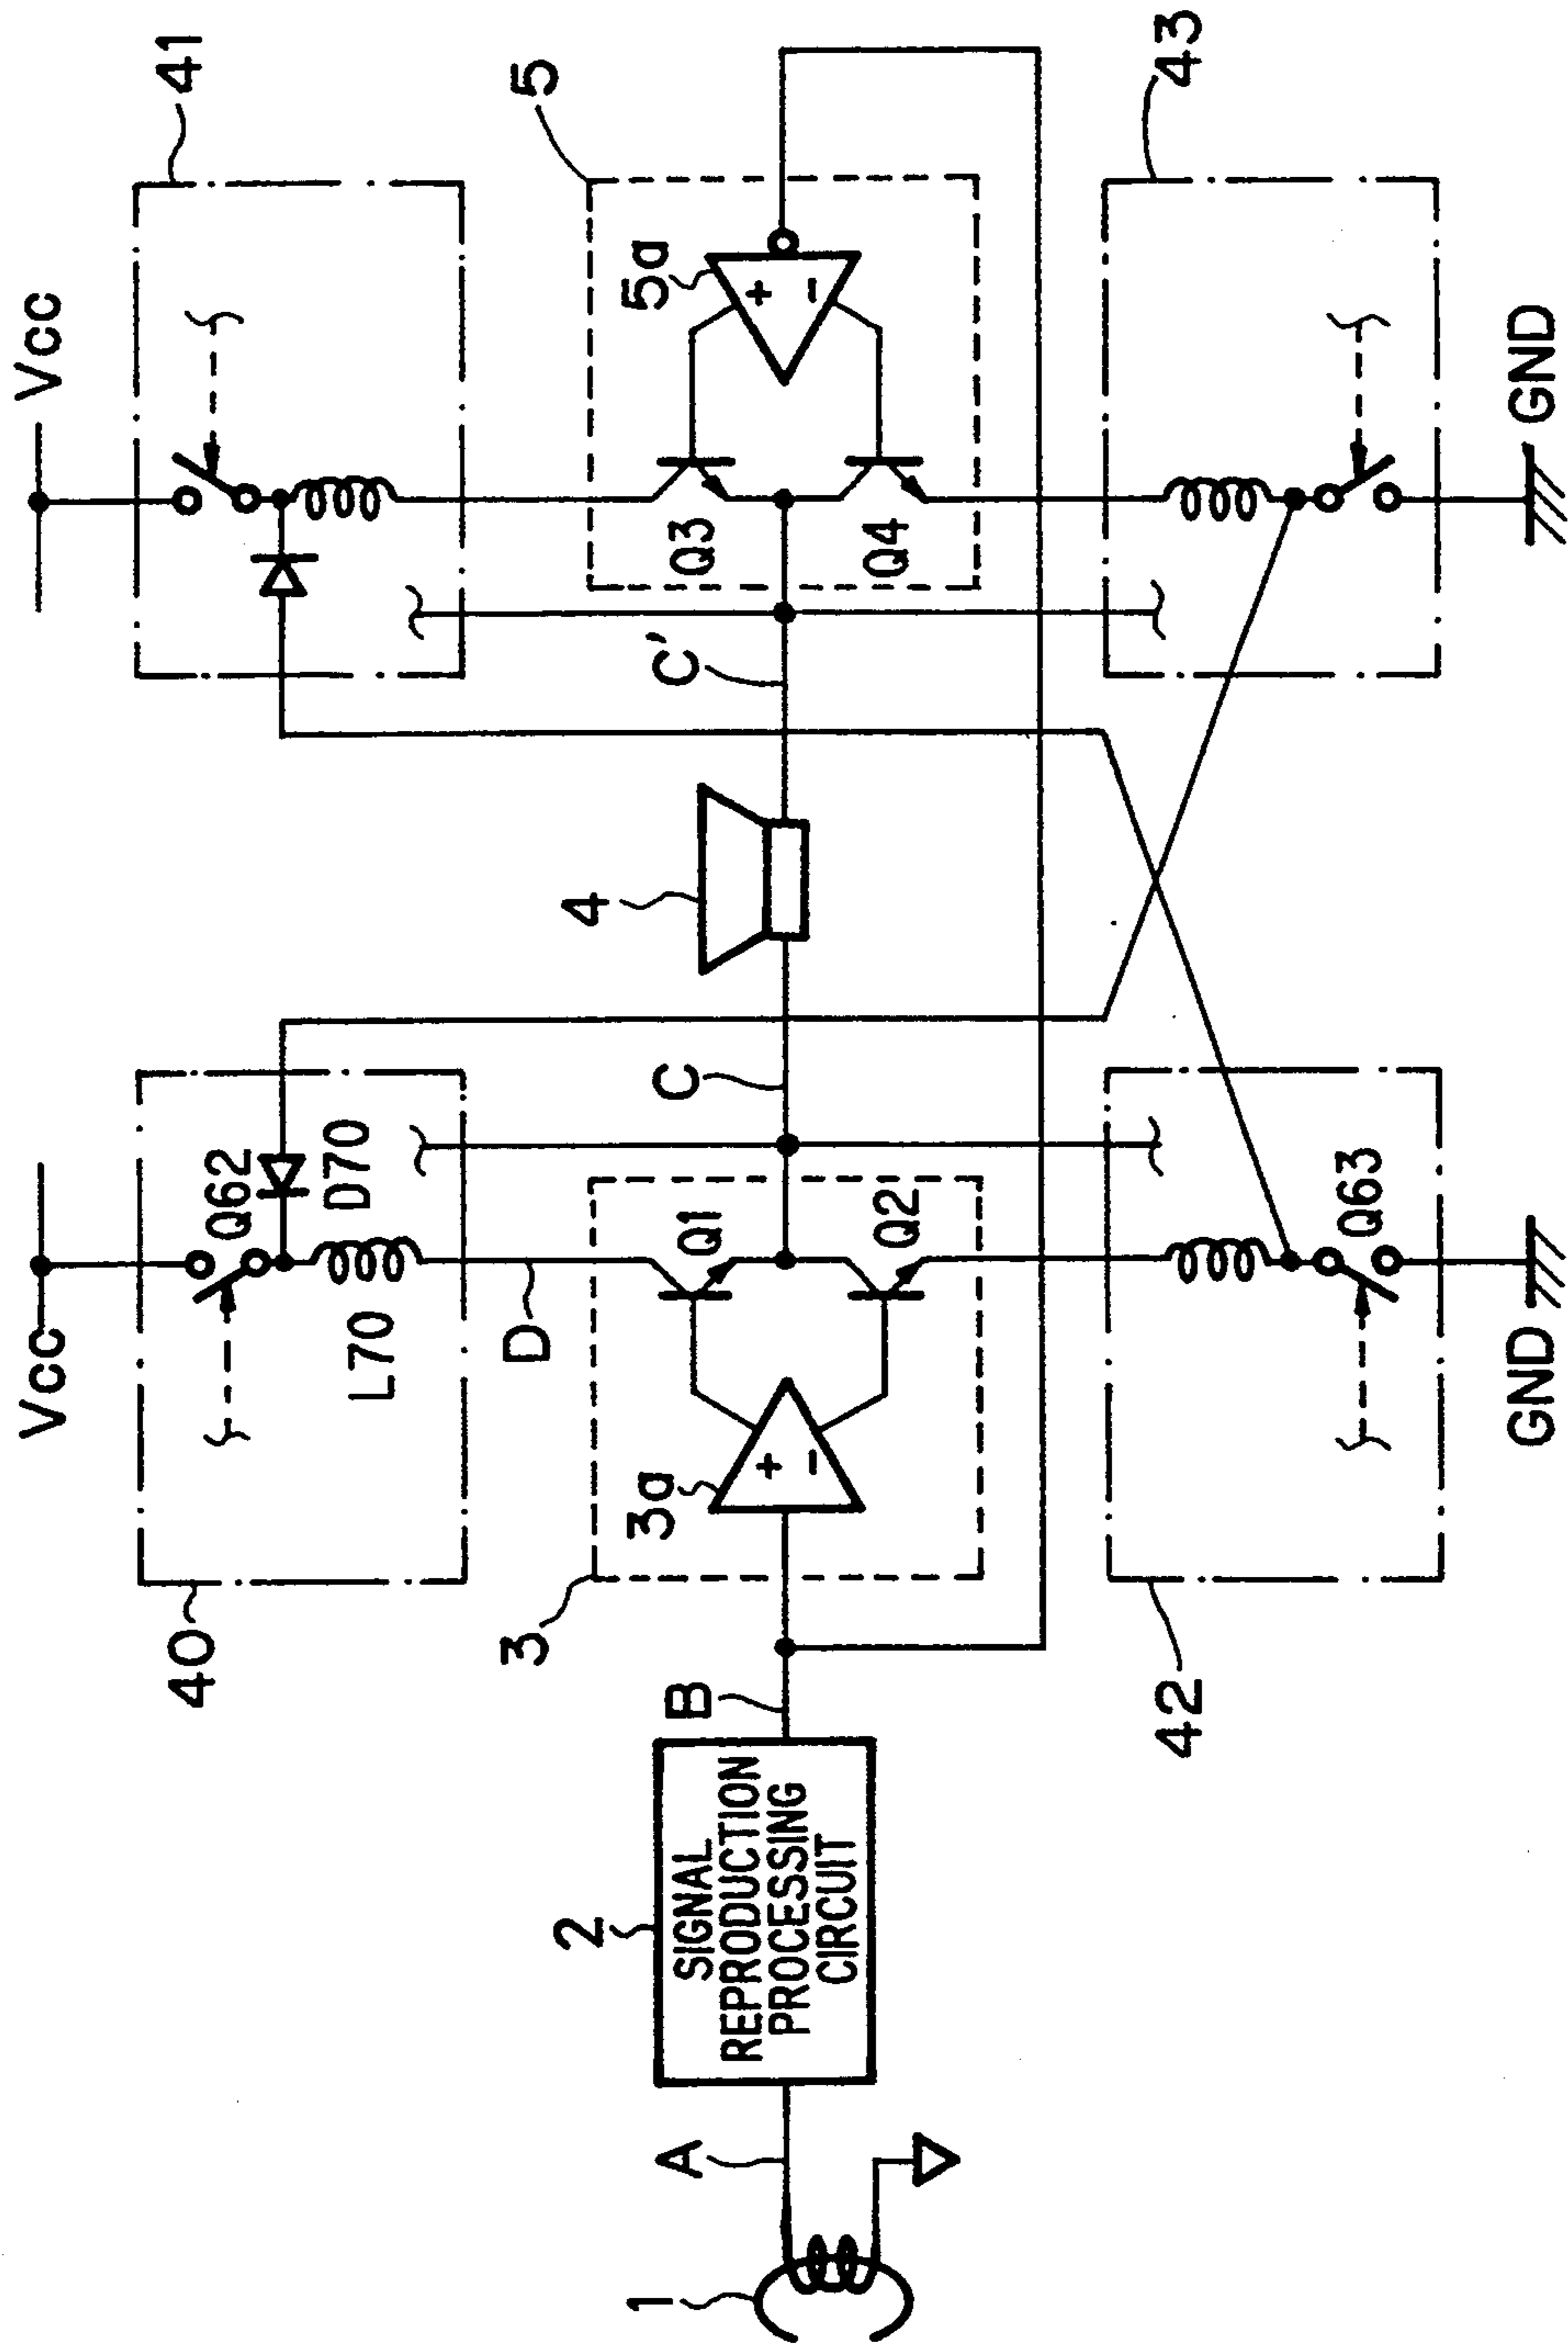 Vcc
Vcc
40
41
Q62
D70
L70
D
3
5
3a
5a
Q1
Q2
Q3
Q4
C
C'
4
1
A
2
SIGNAL
REPRODUCTION
PROCESSING
CIRCUIT
B
+
-
+
-
42
43
Q63
GND
GND